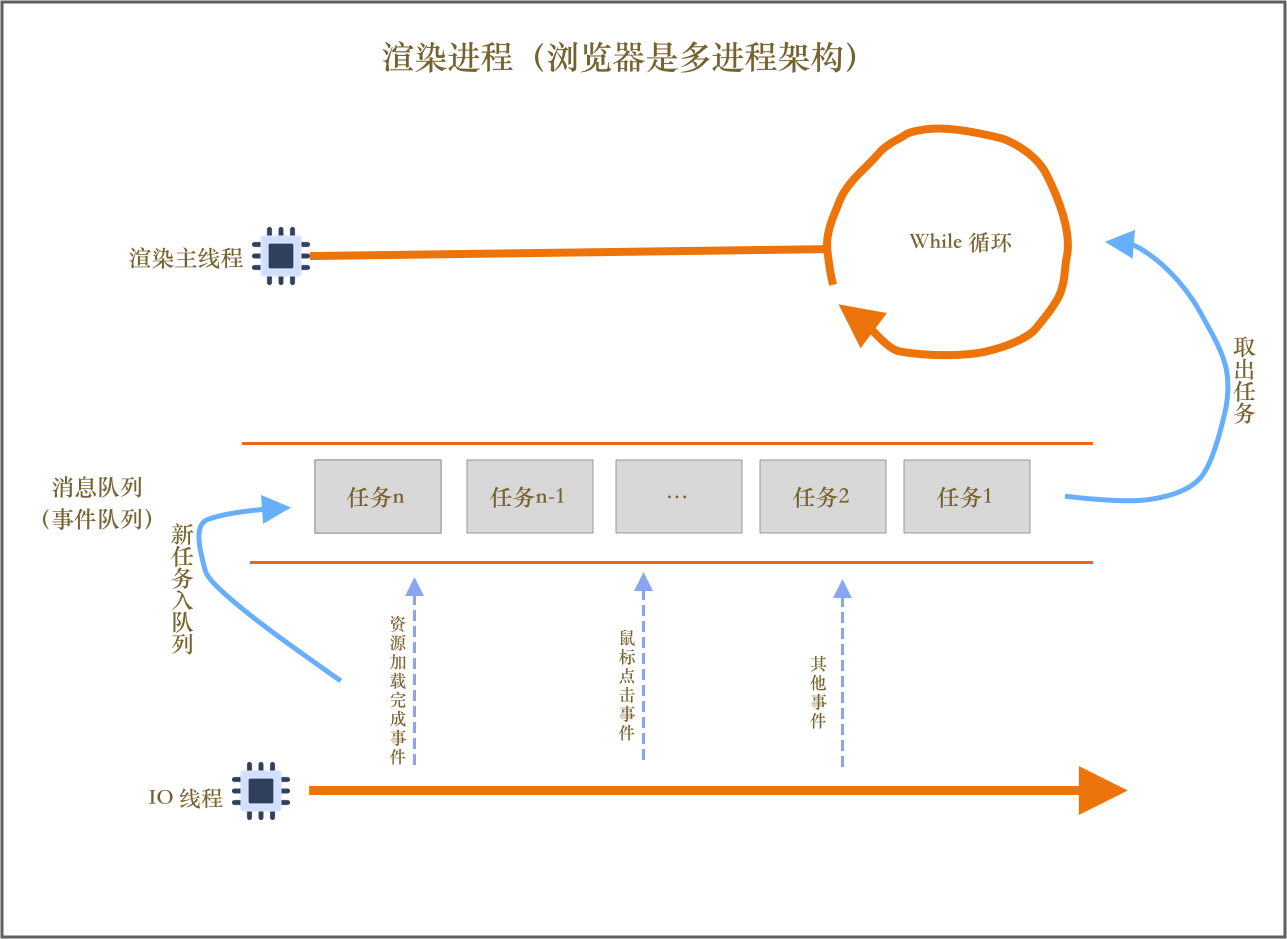 渲染进程（浏览器是多进程架构）
While 循环
渲染主线程
取出任务
消息队列
（事件队列）
任务n
任务n-1
…
任务2
任务1
新任务入队列
资源加载完成事件
鼠标点击事件
其他事件
IO 线程